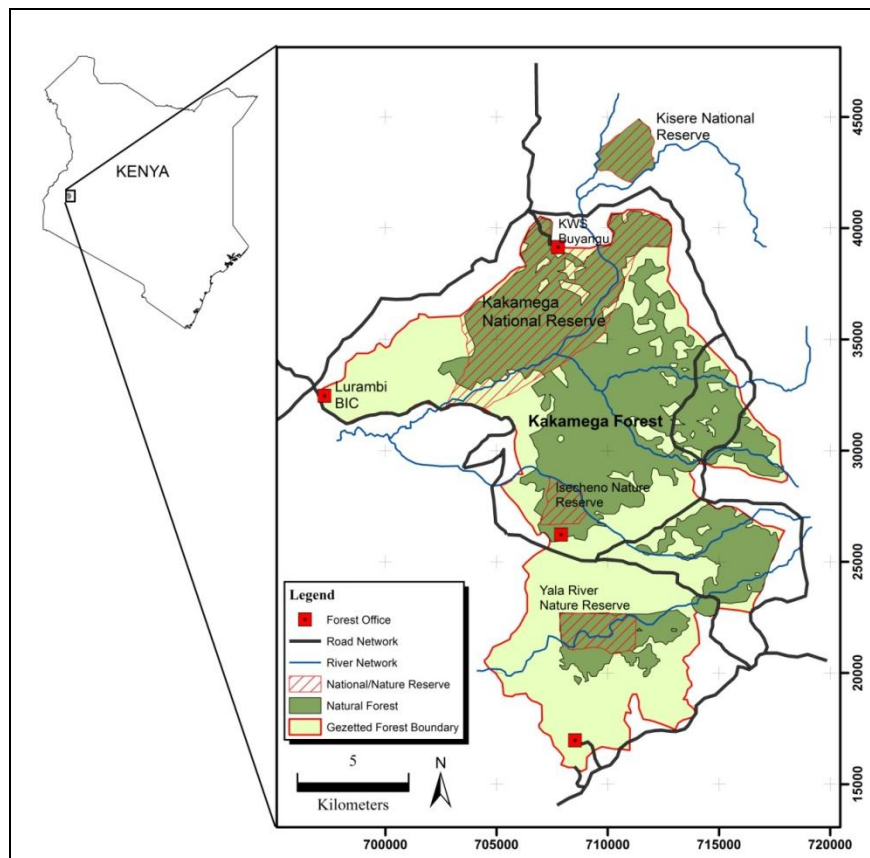 KENYA
Kisere National
Reserve
KWS
Buyangu
Kakamega
National Reserve
Lurambi
BIC
Kakamega Forest
Isecheno Nature
Reserve
Yala River
Nature Reserve
Legend
Forest Office
Road Network
River Network
National/Nature Reserve
Natural Forest
Gezetted Forest Boundary
5
Kilometers
N
45000
40000
35000
30000
25000
20000
15000
700000
705000
710000
715000
720000